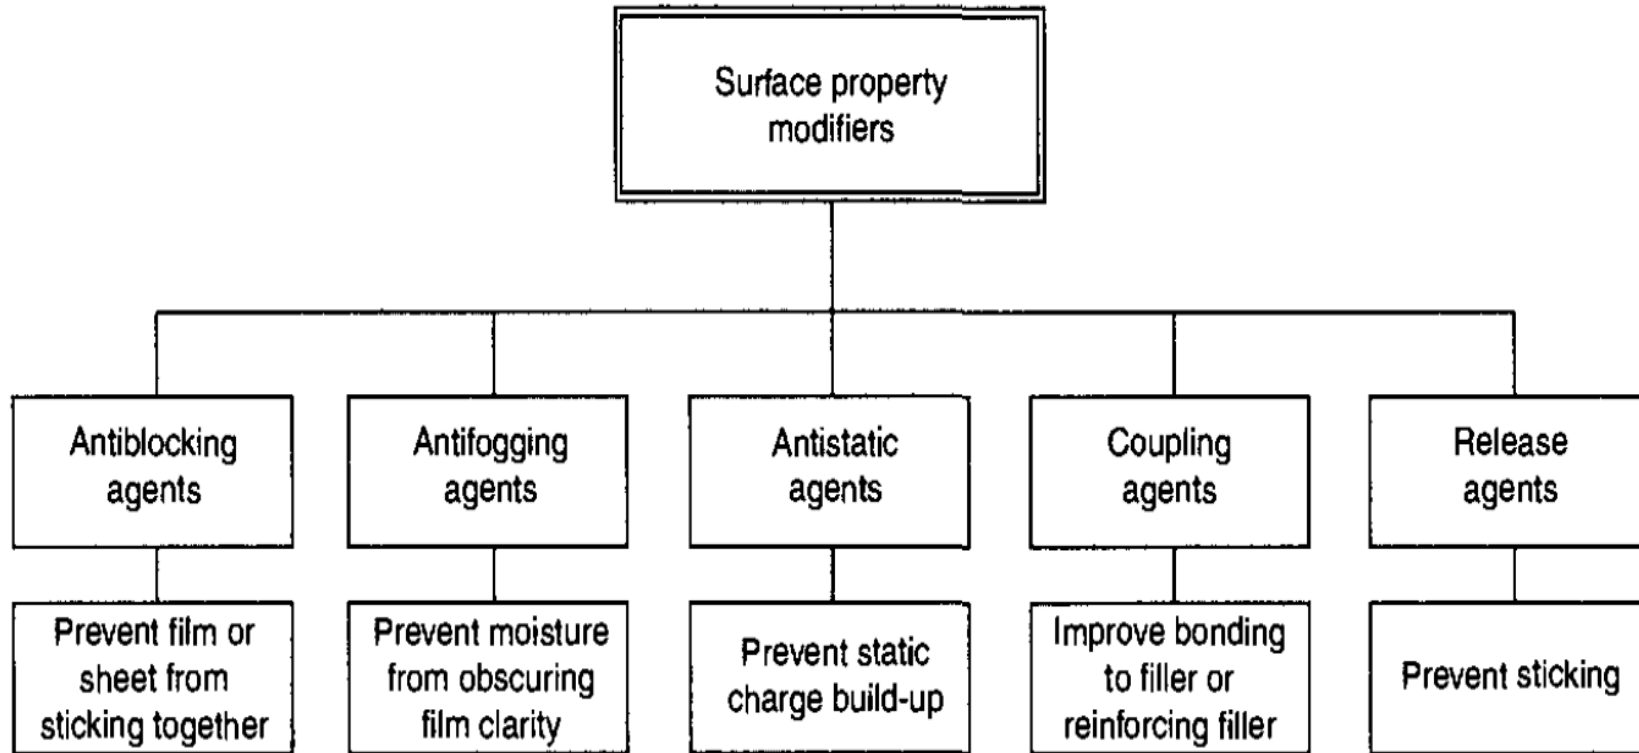 Surface property
modifiers
Antiblocking
agents
Antifogging
agents
Antistatic
agents
Coupling
agents
Release
agents
Prevent film or
sheet from
sticking together
Prevent moisture
from obscuring
film clarity
Prevent static
charge build-up
Improve bonding
to filler or
reinforcing filler
Prevent sticking